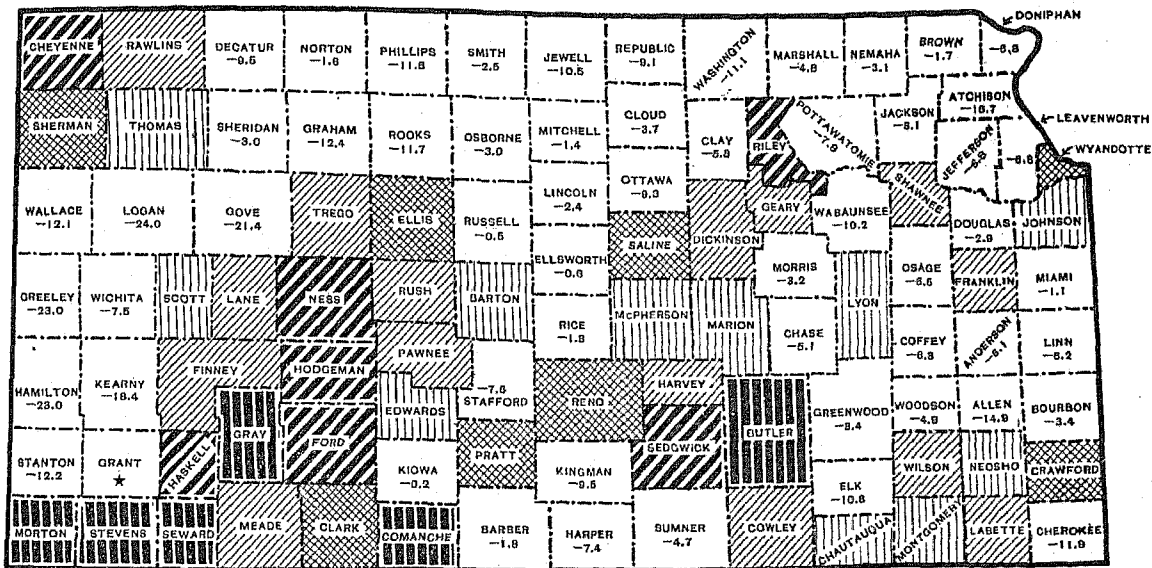 DONIPHAN
CHEYENNE
RAWLINS
DECATUR
-9.5
NORTON
-1.6
PHILLIPS
SMITH
-2.5
JEWELL
-10.5
REPUBLIC
-9.1
WASHINGTON
-11.1
MARSHALL
-4.8
NEMAHA
-3.1
BROWN
-1.7
-6.8
SHERMAN
THOMAS
SHERIDAN
-3.0
GRAHAM
-12.4
ROOKS
-11.7
OSBORNE
-3.0
MITCHELL
-1.4
CLOUD
-3.7
CLAY
RILEY
POTTAWATOMIE
-7.9
JACKSON
ATCHISON
JEFFERSON
LEAVENWORTH
WYANDOTTE
LINCOLN
-2.4
OTTAWA
-9.3
WALLACE
-12.1
LOGAN
-24.0
GOVE
-21.4
TREGO
ELLIS
RUSSELL
-0.5
SALINE
DICKINSON
GEARY
WABAUNSEE
-10.2
SHAWNEE
DOUGLAS
-2.9
JOHNSON
ELLSWORTH
MORRIS
-3.2
OSAGE
-6.5
FRANKLIN
MIAMI
-1.1
GREELEY
-23.0
WICHITA
-7.5
SCOTT
LANE
NESS
RUSH
BARTON
RICE
McPHERSON
MARION
LYON
CHASE
-5.1
COFFEY
ANDERSON
LINN
HAMILTON
-23.0
KEARNY
-18.4
FINNEY
HODGEMAN
PAWNEE
STAFFORD
RENO
HARVEY
EDWARDS
GRAY
FORD
SEDGWICK
BUTLER
GREENWOOD
WOODSON
-4.9
ALLEN
-14.9
BOURBON
-3.4
STANTON
-12.2
GRANT
★
HASKELL
KIOWA
-0.2
PRATT
KINGMAN
-9.5
ELK
WILSON
NEOSHO
CRAWFORD
MORTON
STEVENS
SEWARD
MEADE
CLARK
COMANCHE
BARBER
HARPER
-7.4
SUMNER
-4.7
COWLEY
CHAUTAUQUA
MONTGOMERY
LABETTE
CHEROKEE
-11.9